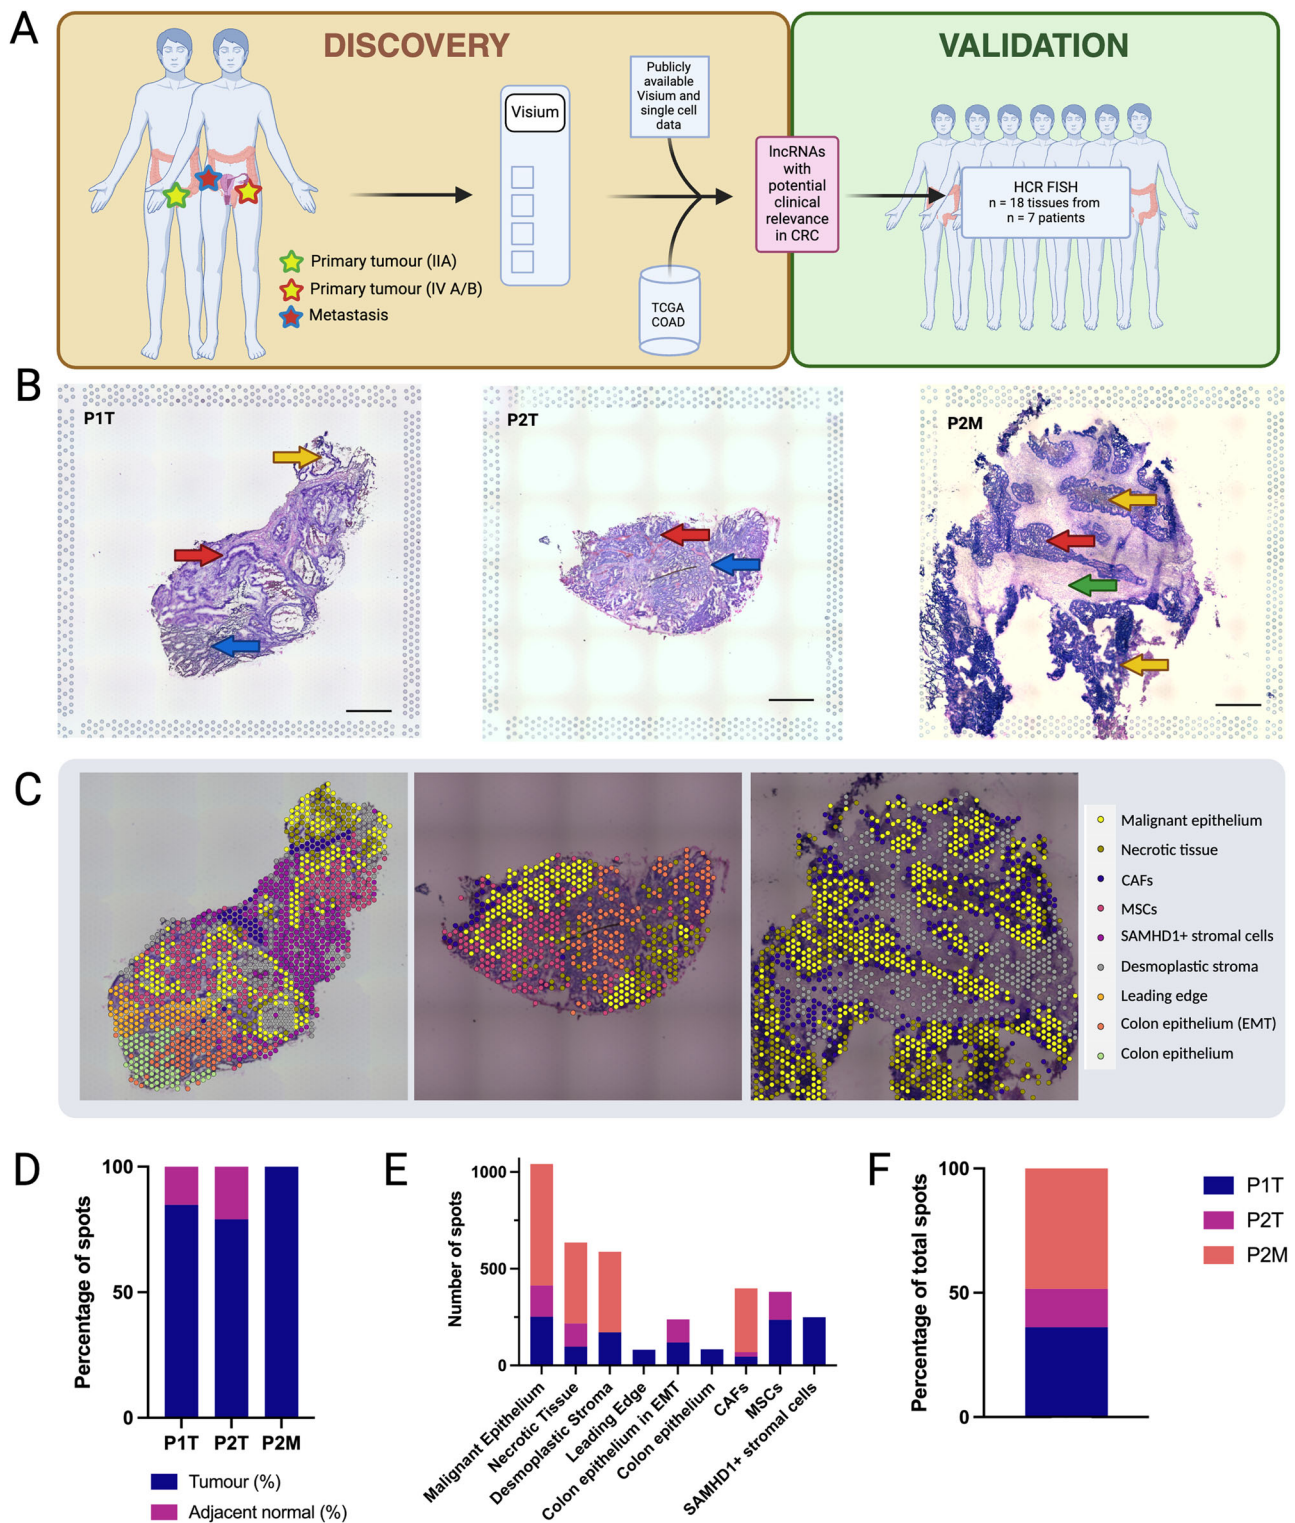 A
DISCOVERY
VALIDATION
Visium
Publicly
available
Visium and
single cell
data
lncRNAs
with
potential
clinical
relevance
in CRC
HCR FISH
n = 18 tissues from
n = 7 patients
Primary tumour (IIA)
Primary tumour (IV A/B)
Metastasis
TCGA
COAD
B
P1T
P2T
P2M
C
Malignant epithelium
Necrotic tissue
CAFs
MSCs
SAMHD1+ stromal cells
Desmoplastic stroma
Leading edge
Colon epithelium (EMT)
Colon epithelium
D
Percentage of spots
100
50
0
P1T P2T P2M
Tumour (%)
Adjacent normal (%)
E
Number of spots
1000
500
0
Malignant Epithelium
Necrotic Tissue
Desmoplastic Stroma
Leading Edge
Colon epithelium in EMT
Colon epithelium
CAFs
MSCs
SAMHD1+ stromal cells
F
Percentage of total spots
100
50
0
P1T
P2T
P2M